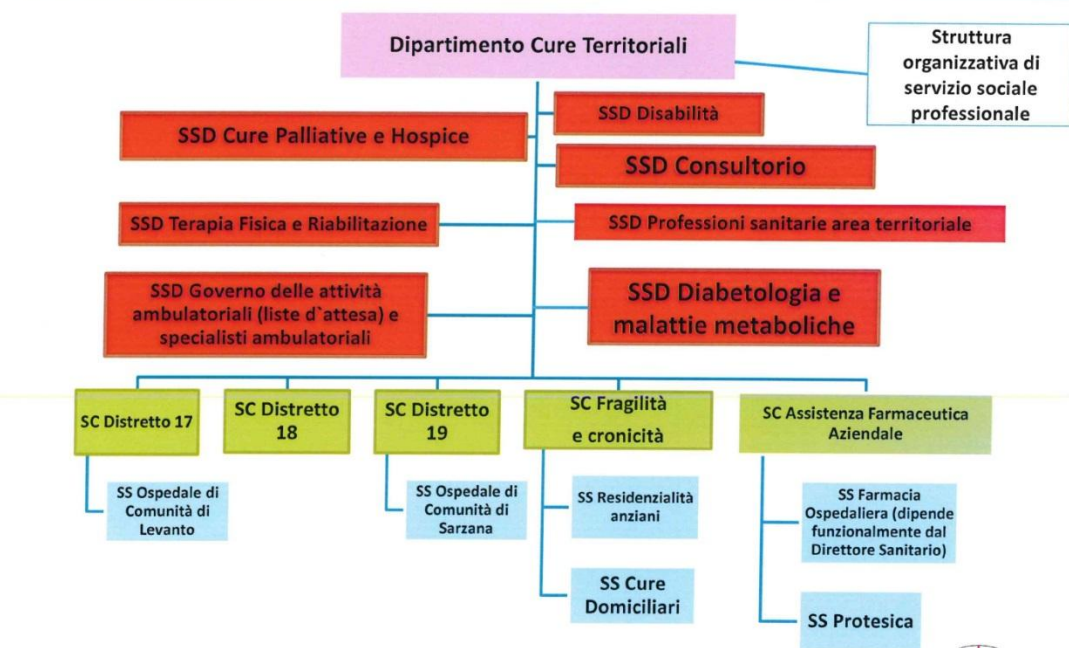 Dipartimento Cure Territoriali
Struttura
organizzativa di
servizio sociale
professionale
SSD Disabilità
SSD Cure Palliative e Hospice
SSD Consultorio
SSD Terapia Fisica e Riabilitazione
SSD Professioni sanitarie area territoriale
SSD Governo delle attività
ambulatoriali (liste d`attesa) e
specialisti ambulatoriali
SSD Diabetologia e
malattie metaboliche
SC Distretto 17
SC Distretto
18
SC Distretto
19
SC Fragilità
e cronicità
SC Assistenza Farmaceutica
Aziendale
SS Ospedale di
Comunità di
Levanto
SS Ospedale di
Comunità di
Sarzana
SS Residenzialità
anziani
SS Farmacia
Ospedaliera (dipende
funzionalmente dal
Direttore Sanitario)
SS Cure
Domiciliari
SS Protesica